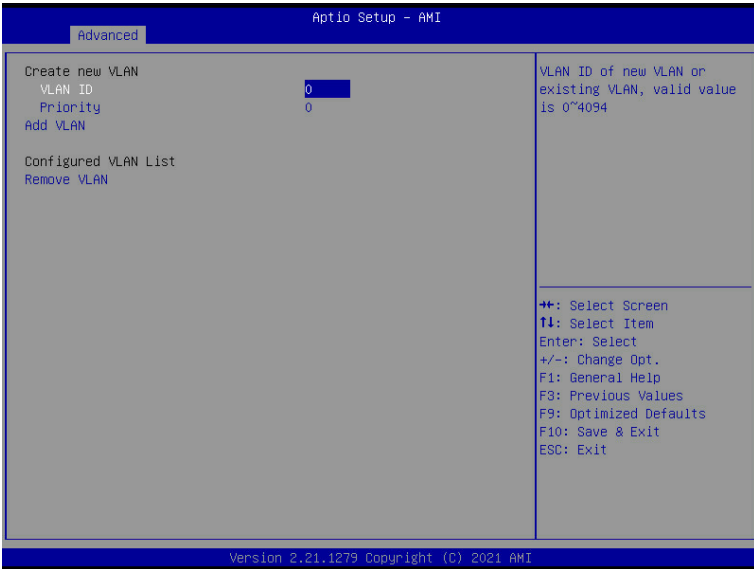 Aptio Setup – AMI
Advanced
Create new VLAN
VLAN ID 0
Priority 0
Add VLAN
Configured VLAN List
Remove VLAN
VLAN ID of new VLAN or
existing VLAN, valid value
is 0~4094
→←: Select Screen
↑↓: Select Item
Enter: Select
+/-: Change Opt.
F1: General Help
F3: Previous Values
F9: Optimized Defaults
F10: Save & Exit
ESC: Exit
Version 2.21.1279 Copyright (C) 2021 AMI